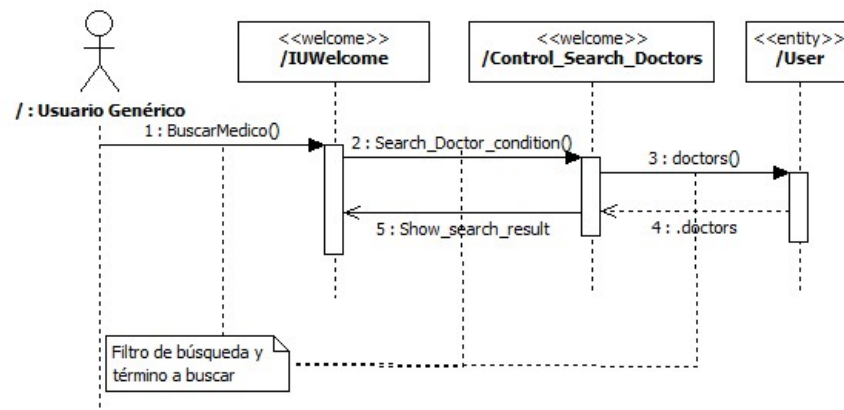 <<welcome>>
/IUWelcome
<<welcome>>
/Control_Search_Doctors
<<entity>>
/User
/ : Usuario Genérico
1 : BuscarMedico()
2 : Search_Doctor_condition()
3 : doctors()
4 : .doctors
5 : Show_search_result
Filtro de búsqueda y
término a buscar